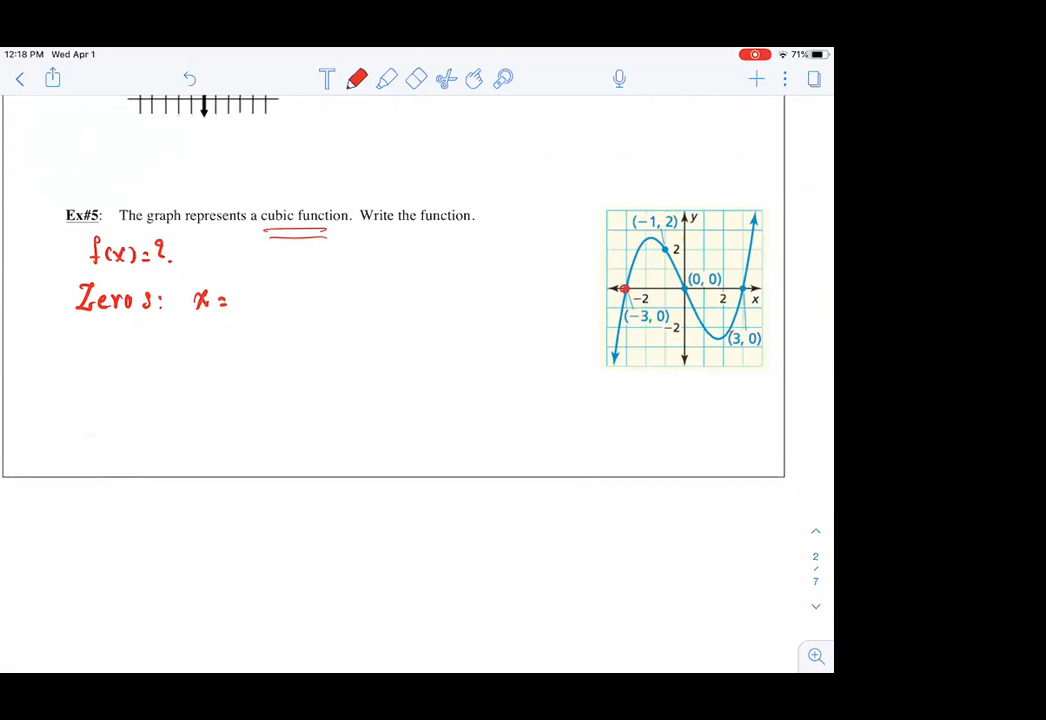 12:18 PM Wed Apr 1
71%
T
Ex#5: The graph represents a cubic function. Write the function.
f(x)=?.
Zeros: x=
(−1, 2)
y
2
(0, 0)
−2
2
x
(−3, 0)
−2
(3, 0)
2
/
7